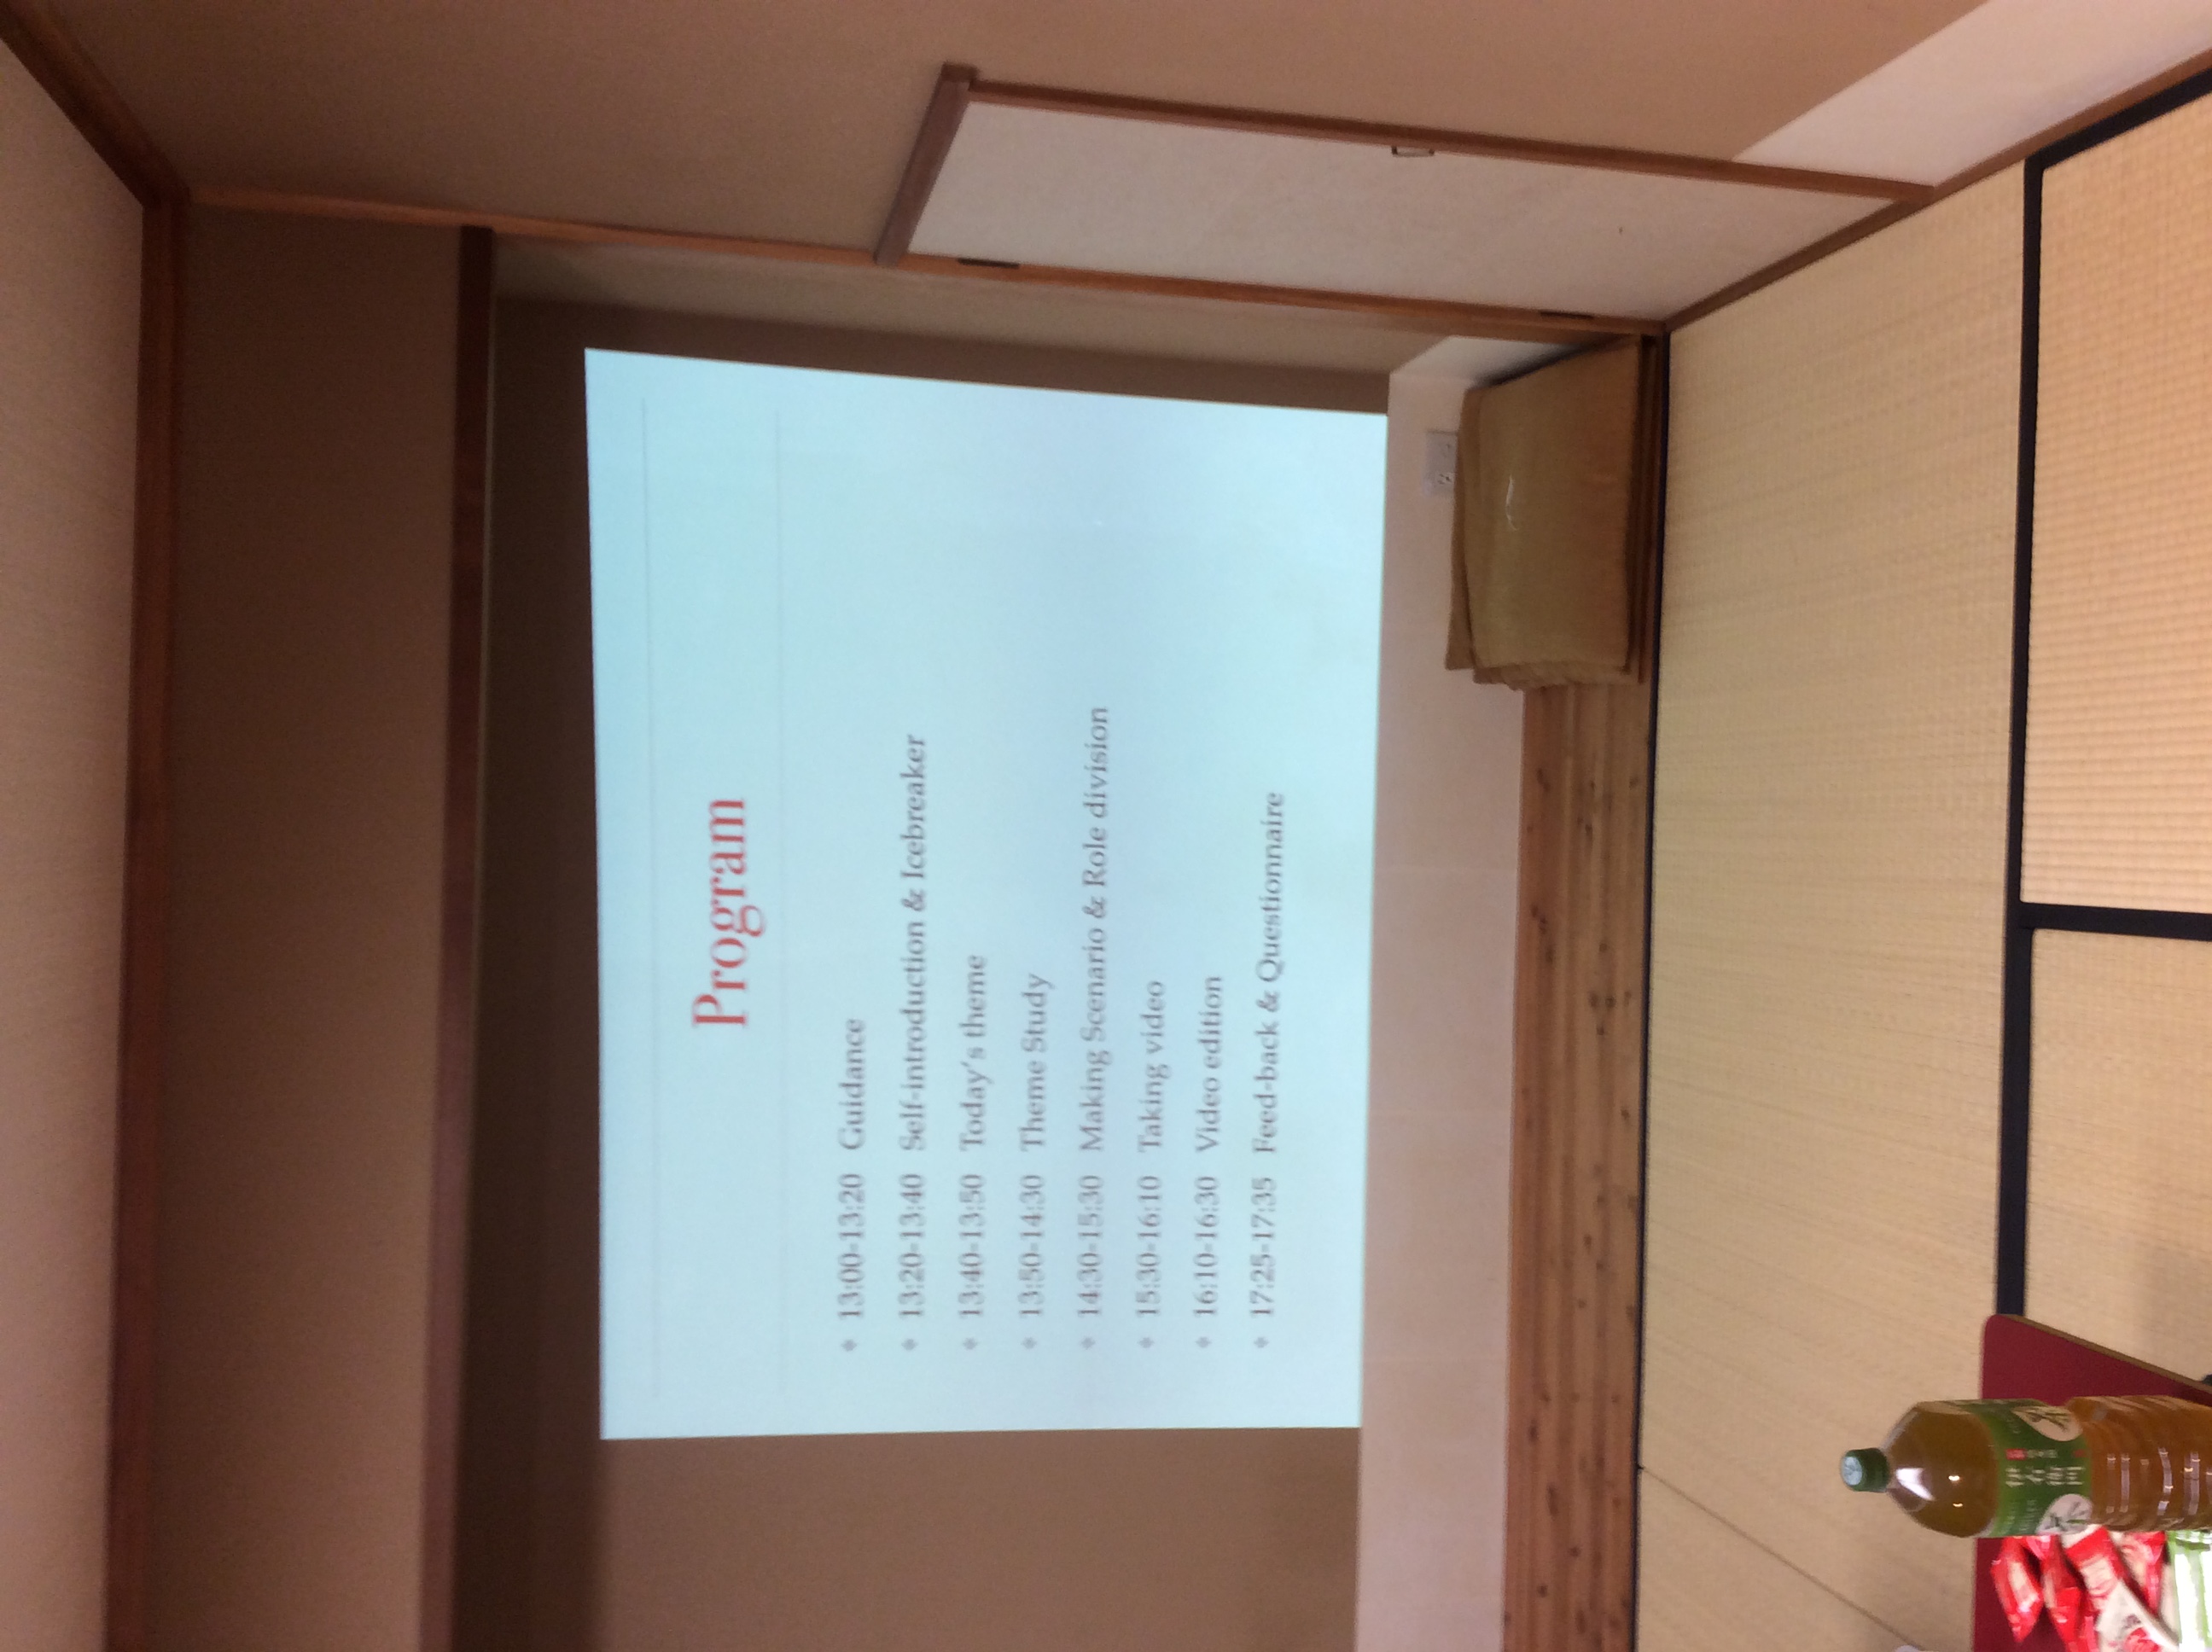 Program
13:00-13:20 Guidance
13:20-13:40 Self-introduction & Icebreaker
13:40-13:50 Today's theme
13:50-14:30 Theme Study
14:30-15:30 Making Scenario & Role division
15:30-16:10 Taking video
16:10-16:30 Video edition
17:25-17:35 Feed-back & Questionnaire
伊右衛門
茶